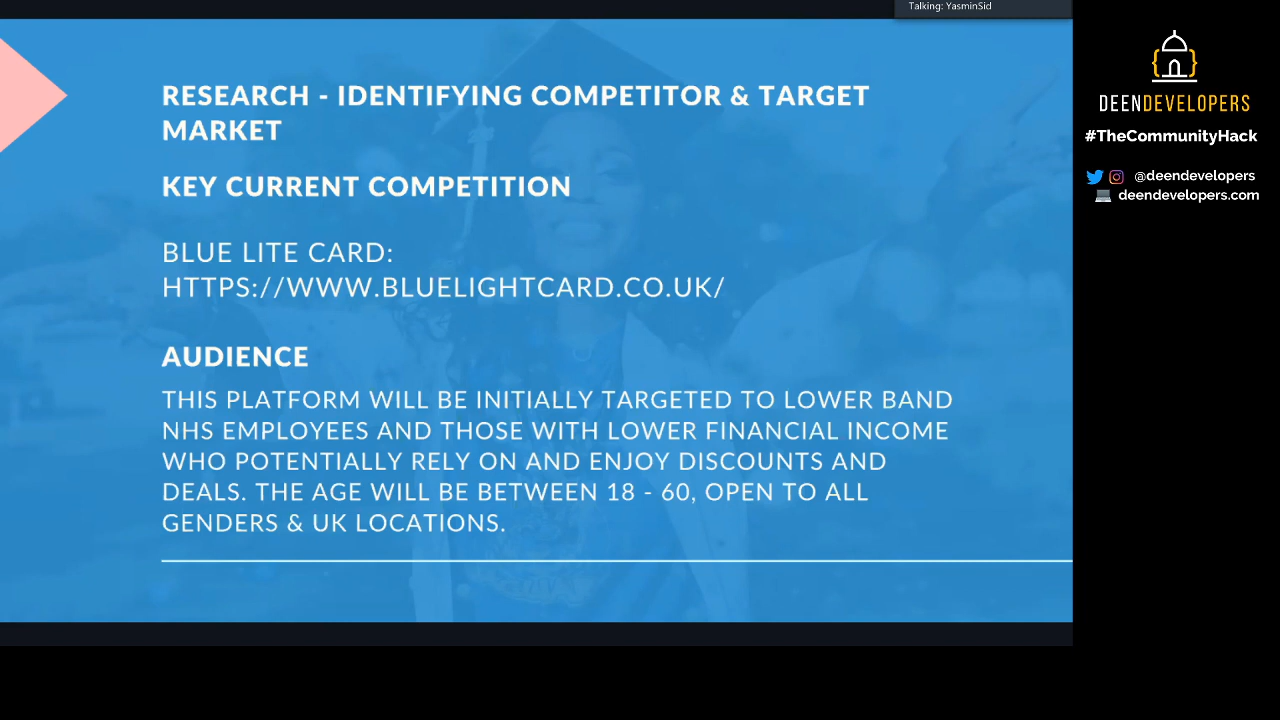 Talking: YasminSid
RESEARCH - IDENTIFYING COMPETITOR & TARGET
MARKET
KEY CURRENT COMPETITION
BLUE LITE CARD:
HTTPS://WWW.BLUELIGHTCARD.CO.UK/
AUDIENCE
THIS PLATFORM WILL BE INITIALLY TARGETED TO LOWER BAND
NHS EMPLOYEES AND THOSE WITH LOWER FINANCIAL INCOME
WHO POTENTIALLY RELY ON AND ENJOY DISCOUNTS AND
DEALS. THE AGE WILL BE BETWEEN 18 - 60, OPEN TO ALL
GENDERS & UK LOCATIONS.
DEENDEVELOPERS
#TheCommunityHack
@deendevelopers
deendevelopers.com